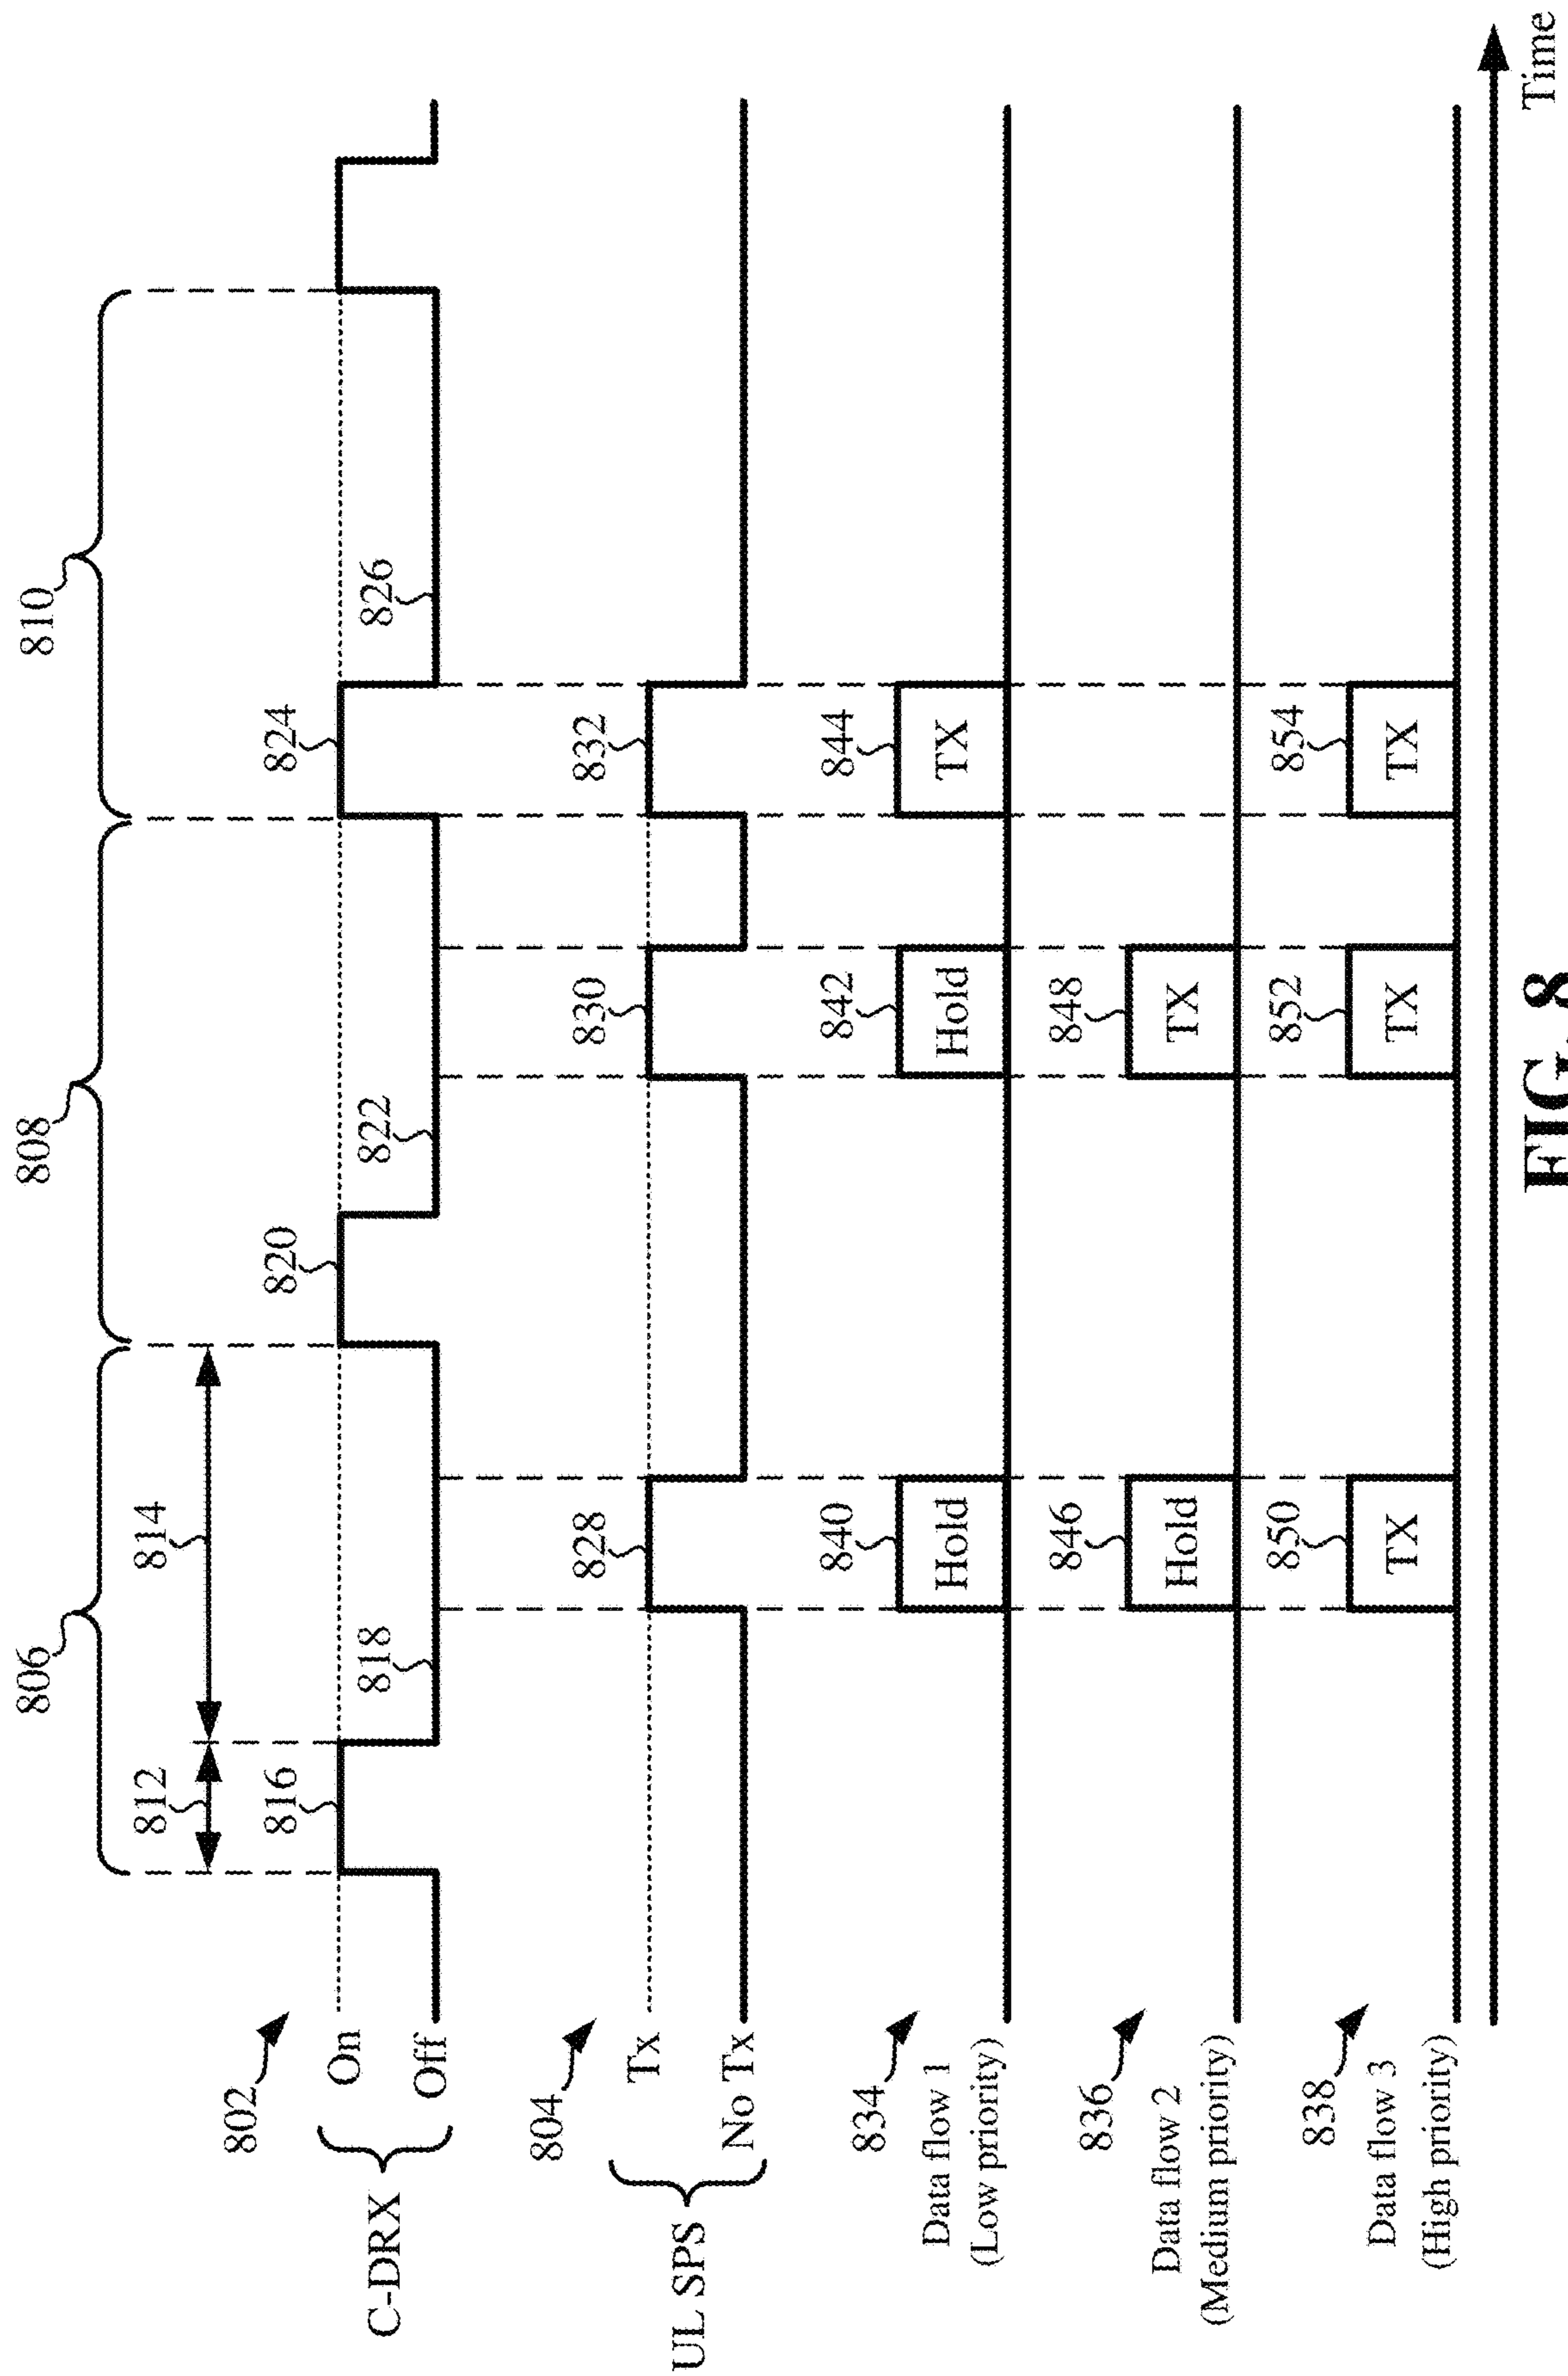 806
808
810
812
814
802
816
820
824
On
818
822
826
Off
C-DRX
804
828
830
832
Tx
No Tx
UL SPS
834
840
842
844
Data flow 1
(Low priority)
Hold
Hold
TX
836
846
848
Data flow 2
(Medium priority)
Hold
TX
838
850
852
854
Data flow 3
(High priority)
TX
TX
TX
Time
FIG. 8